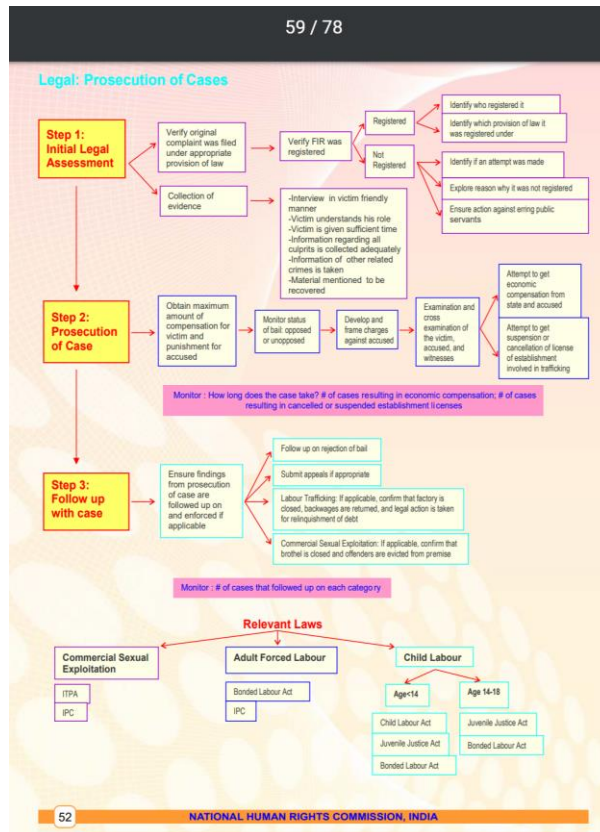 59 / 78
Legal: Prosecution of Cases
Step 1:
Initial Legal
Assessment
Verify original
complaint was filed
under appropriate
provision of law
Verify FIR was
registered
Registered
Identify who registered it
Identify which provision of law it
was registered under
Not
Registered
Identify if an attempt was made
Explore reason why it was not registered
Ensure action against erring public
servants
Collection of
evidence
-Interview in victim friendly
manner
-Victim understands his role
-Victim is given sufficient time
-Information regarding all
culprits is collected adequately
-Information of other related
crimes is taken
-Material mentioned to be
recovered
Step 2:
Prosecution
of Case
Obtain maximum
amount of
compensation for
victim and
punishment for
accused
Monitor status
of bail: opposed
or unopposed
Develop and
frame charges
against accused
Examination and
cross
examination of
the victim,
accused, and
witnesses
Attempt to get
economic
compensation from
state and accused
Attempt to get
suspension or
cancellation of license
of establishment
involved in trafficking
Monitor : How long does the case take? # of cases resulting in economic compensation; # of cases
resulting in cancelled or suspended establishment licenses
Step 3:
Follow up
with case
Ensure findings
from prosecution
of case are
followed up on
and enforced if
applicable
Follow up on rejection of bail
Submit appeals if appropriate
Labour Trafficking: If applicable, confirm that factory is
closed, backwages are returned, and legal action is taken
for relinquishment of debt
Commercial Sexual Exploitation: If applicable, confirm that
brothel is closed and offenders are evicted from premise
Monitor : # of cases that followed up on each category
Relevant Laws
Commercial Sexual
Exploitation
ITPA
IPC
Adult Forced Labour
Bonded Labour Act
IPC
Child Labour
Age<14
Child Labour Act
Juvenile Justice Act
Bonded Labour Act
Age 14-18
Juvenile Justice Act
Bonded Labour Act
52
NATIONAL HUMAN RIGHTS COMMISSION, INDIA